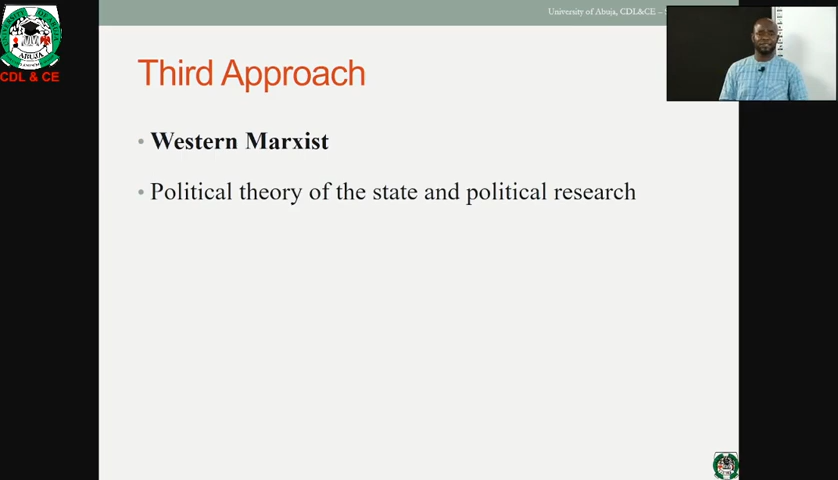 University of Abuja, CDL&CE –
CDL & CE
Third Approach
• Western Marxist
• Political theory of the state and political research